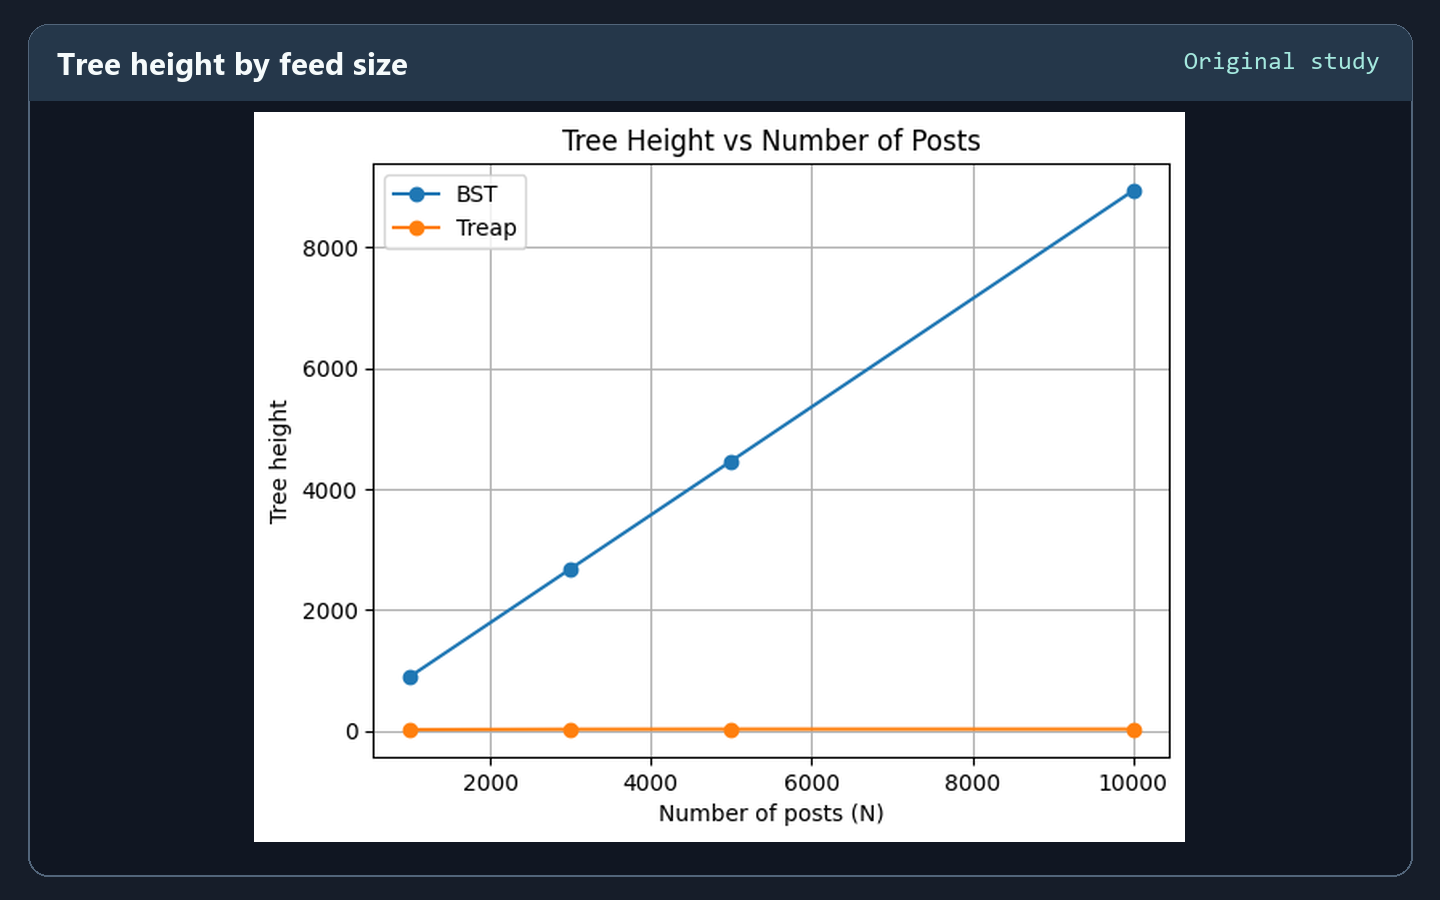 Tree height by feed size
Original study
Tree Height vs Number of Posts
BST
Treap
8000
6000
4000
2000
0
Tree height
2000 4000 6000 8000 10000
Number of posts (N)